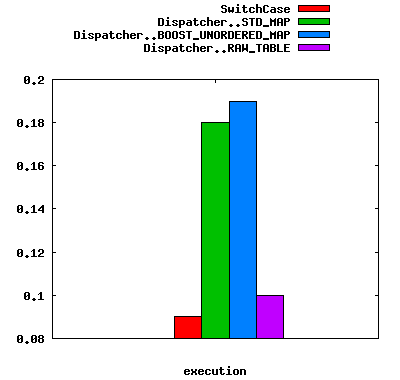 SwitchCase
Dispatcher..STD_MAP
Dispatcher..BOOST_UNORDERED_MAP
Dispatcher..RAW_TABLE
0.2
0.18
0.16
0.14
0.12
0.1
0.08
execution